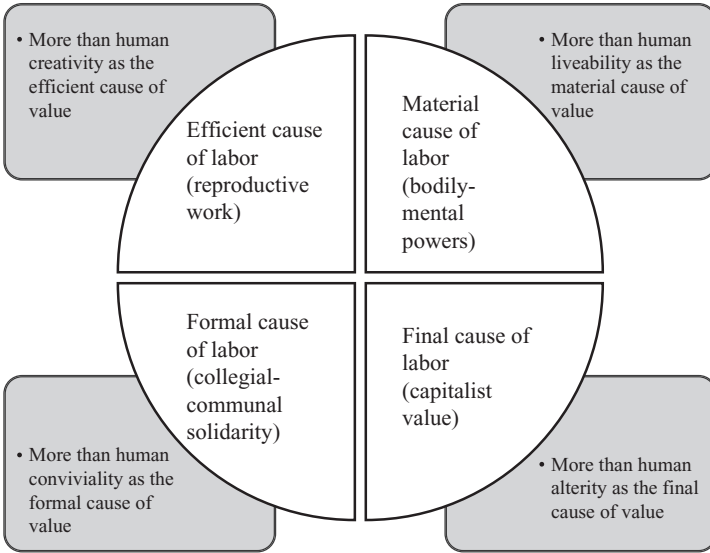 • More than human
creativity as the
efficient cause of
value
• More than human
liveability as the
material cause of
value
Efficient cause
of labor
(reproductive
work)
Material
cause of
labor
(bodily-
mental
powers)
Formal cause
of labor
(collegial-
communal
solidarity)
Final cause of
labor
(capitalist
value)
• More than human
conviviality as the
formal cause of
value
• More than human
alterity as the final
cause of value